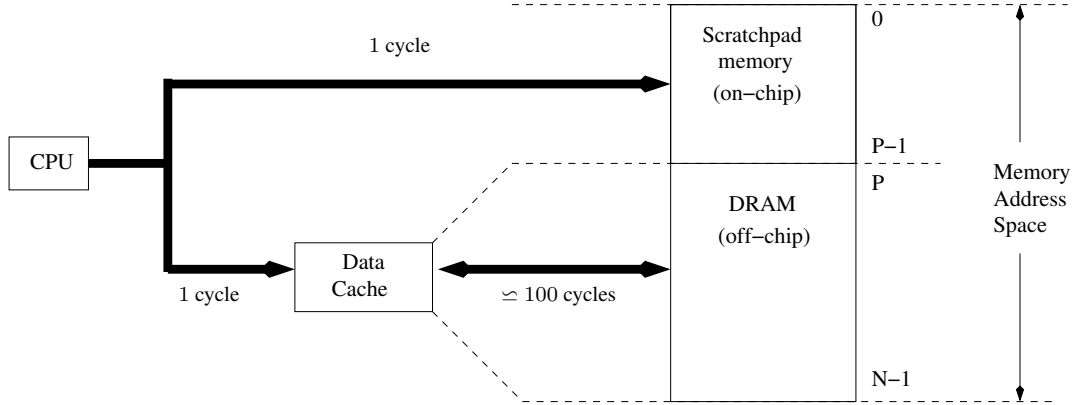 1 cycle
Scratchpad
memory
(on−chip)
0
CPU
P−1
P
Memory
Address
Space
DRAM
(off−chip)
Data
Cache
1 cycle
≃ 100 cycles
N−1